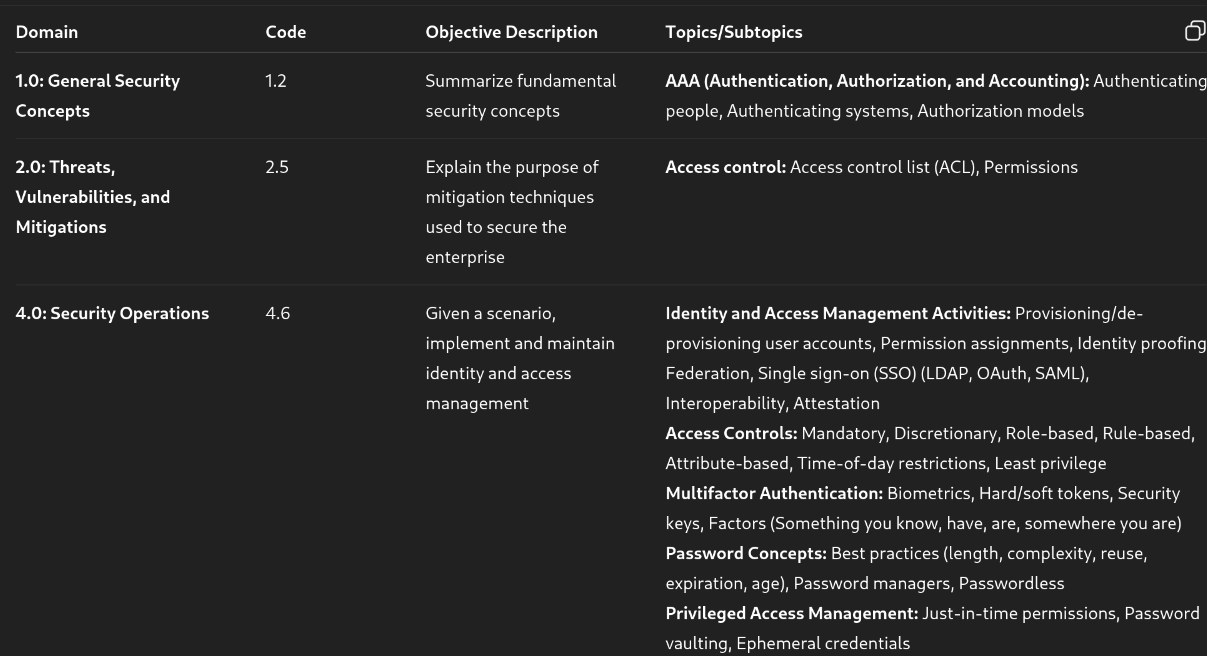 Domain Code Objective Description Topics/Subtopics
1.0: General Security Concepts
1.2
Summarize fundamental security concepts
AAA (Authentication, Authorization, and Accounting): Authenticating
people, Authenticating systems, Authorization models
2.0: Threats,
Vulnerabilities, and
Mitigations
2.5
Explain the purpose of
mitigation techniques
used to secure the
enterprise
Access control: Access control list (ACL), Permissions
4.0: Security Operations
4.6
Given a scenario,
implement and maintain
identity and access
management
Identity and Access Management Activities: Provisioning/de-
provisioning user accounts, Permission assignments, Identity proofing
Federation, Single sign-on (SSO) (LDAP, OAuth, SAML),
Interoperability, Attestation
Access Controls: Mandatory, Discretionary, Role-based, Rule-based,
Attribute-based, Time-of-day restrictions, Least privilege
Multifactor Authentication: Biometrics, Hard/soft tokens, Security
keys, Factors (Something you know, have, are, somewhere you are)
Password Concepts: Best practices (length, complexity, reuse,
expiration, age), Password managers, Passwordless
Privileged Access Management: Just-in-time permissions, Password
vaulting, Ephemeral credentials